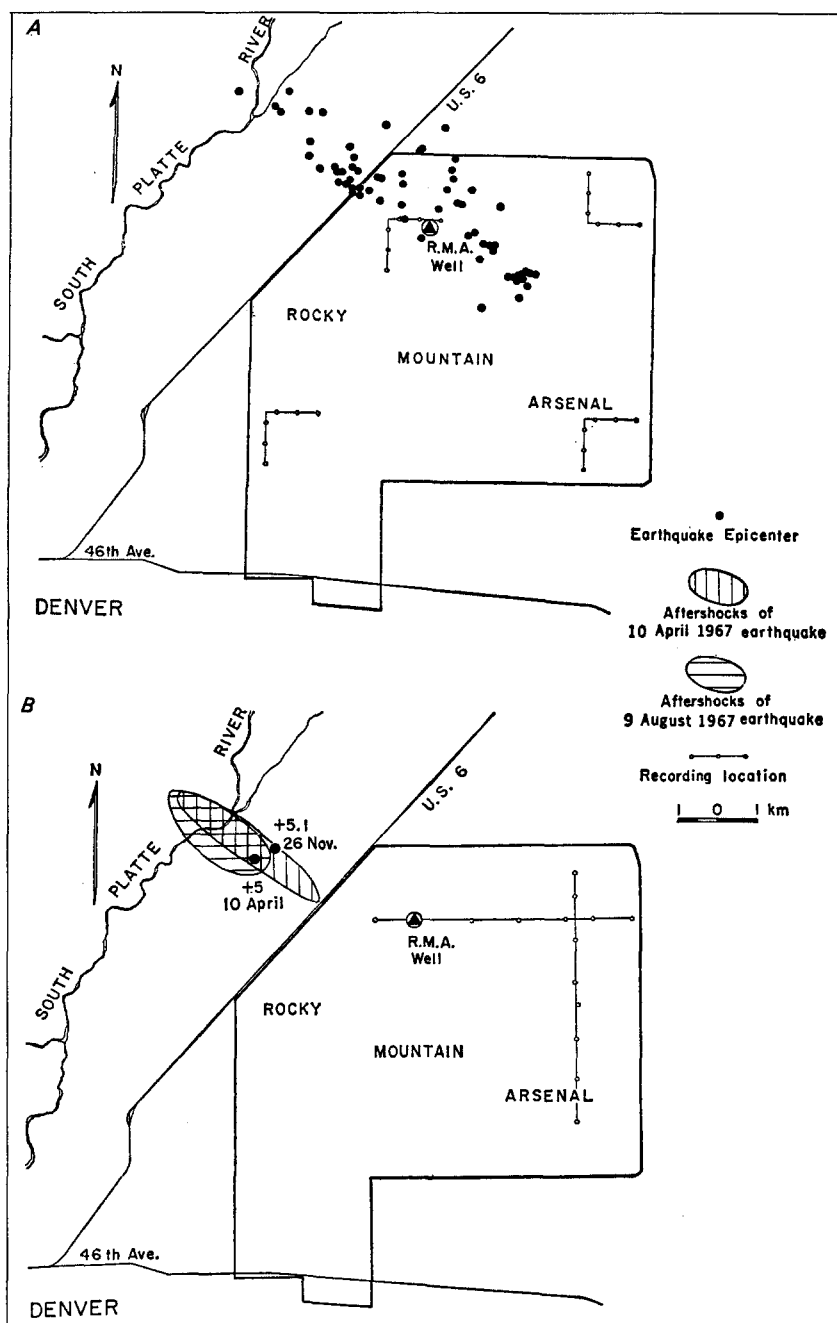 A
N
SOUTH PLATTE RIVER
U.S. 6
R.M.A.
Well
ROCKY
MOUNTAIN
ARSENAL
46th Ave.
DENVER
Earthquake Epicenter
Aftershocks of
10 April 1967 earthquake
Aftershocks of
9 August 1967 earthquake
Recording location
1 0 1 km
B
N
SOUTH PLATTE RIVER
U.S. 6
+5.1
26 Nov.
+5
10 April
R.M.A.
Well
ROCKY
MOUNTAIN
ARSENAL
46th Ave.
DENVER